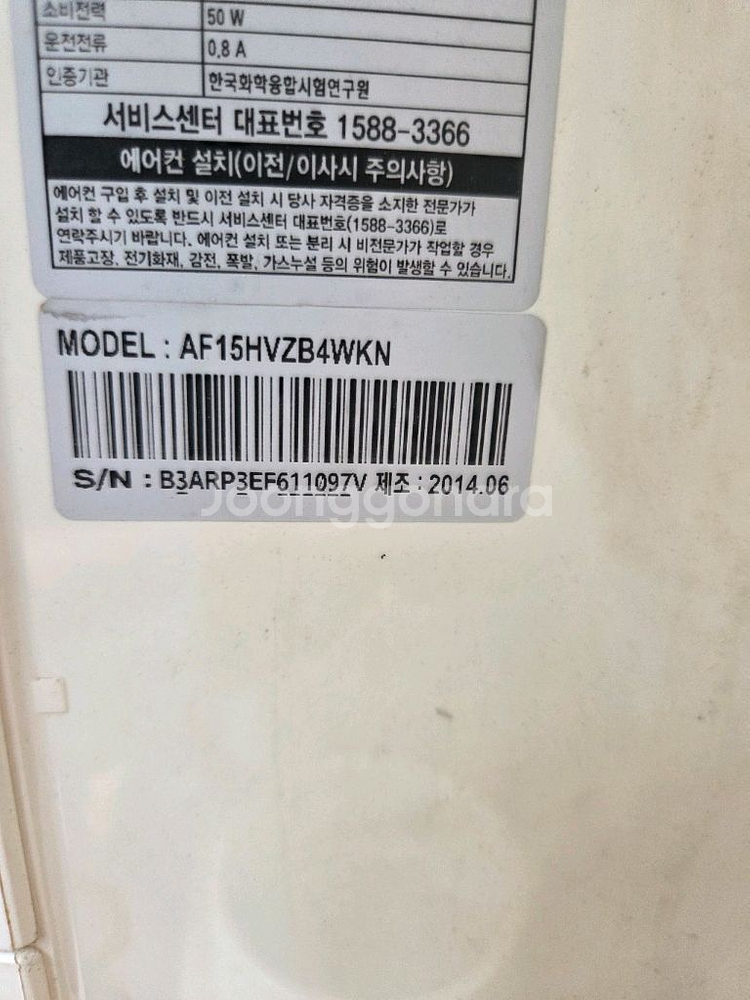 소비전력 50 W
운전전류 0.8 A
인증기관 한국화학융합시험연구원
서비스센터 대표번호 1588-3366
에어컨 설치(이전/이사시 주의사항)
에어컨 구입 후 설치 및 이전 설치 시 당사 자격증을 소지한 전문가가
설치 할 수 있도록 반드시 서비스센터 대표번호(1588-3366)로
연락주시기 바랍니다. 에어컨 설치 또는 분리 시 비전문가가 작업할 경우
제품고장, 전기화재, 감전, 폭발, 가스누설 등의 위험이 발생할 수 있습니다.
MODEL : AF15HVZB4WKN
S/N : B3ARP3EF611097V 제조 : 2014.06
Joonggonara